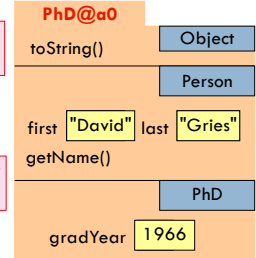 PhD@a0
toString() Object
Person
first "David" last "Gries"
getName()
PhD
gradYear 1966